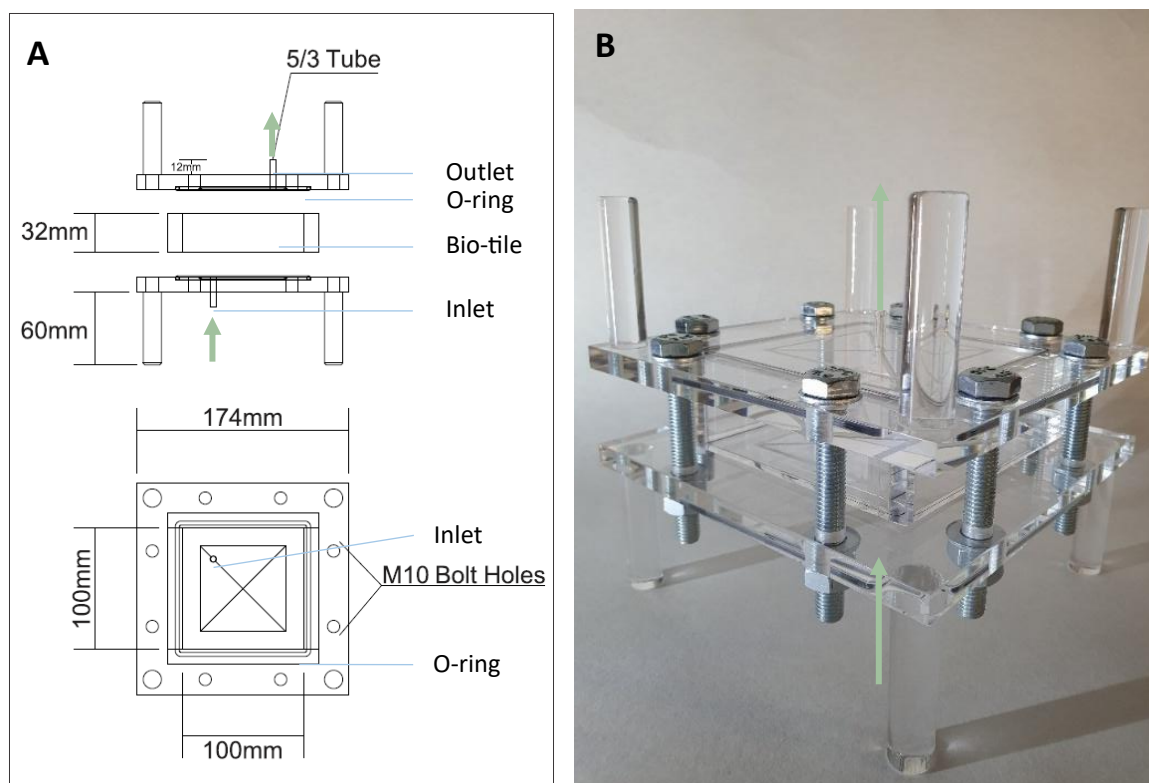 A
5/3 Tube
12mm
Outlet
O-ring
32mm
Bio-tile
Inlet
60mm
174mm
Inlet
100mm
M10 Bolt Holes
O-ring
100mm
B